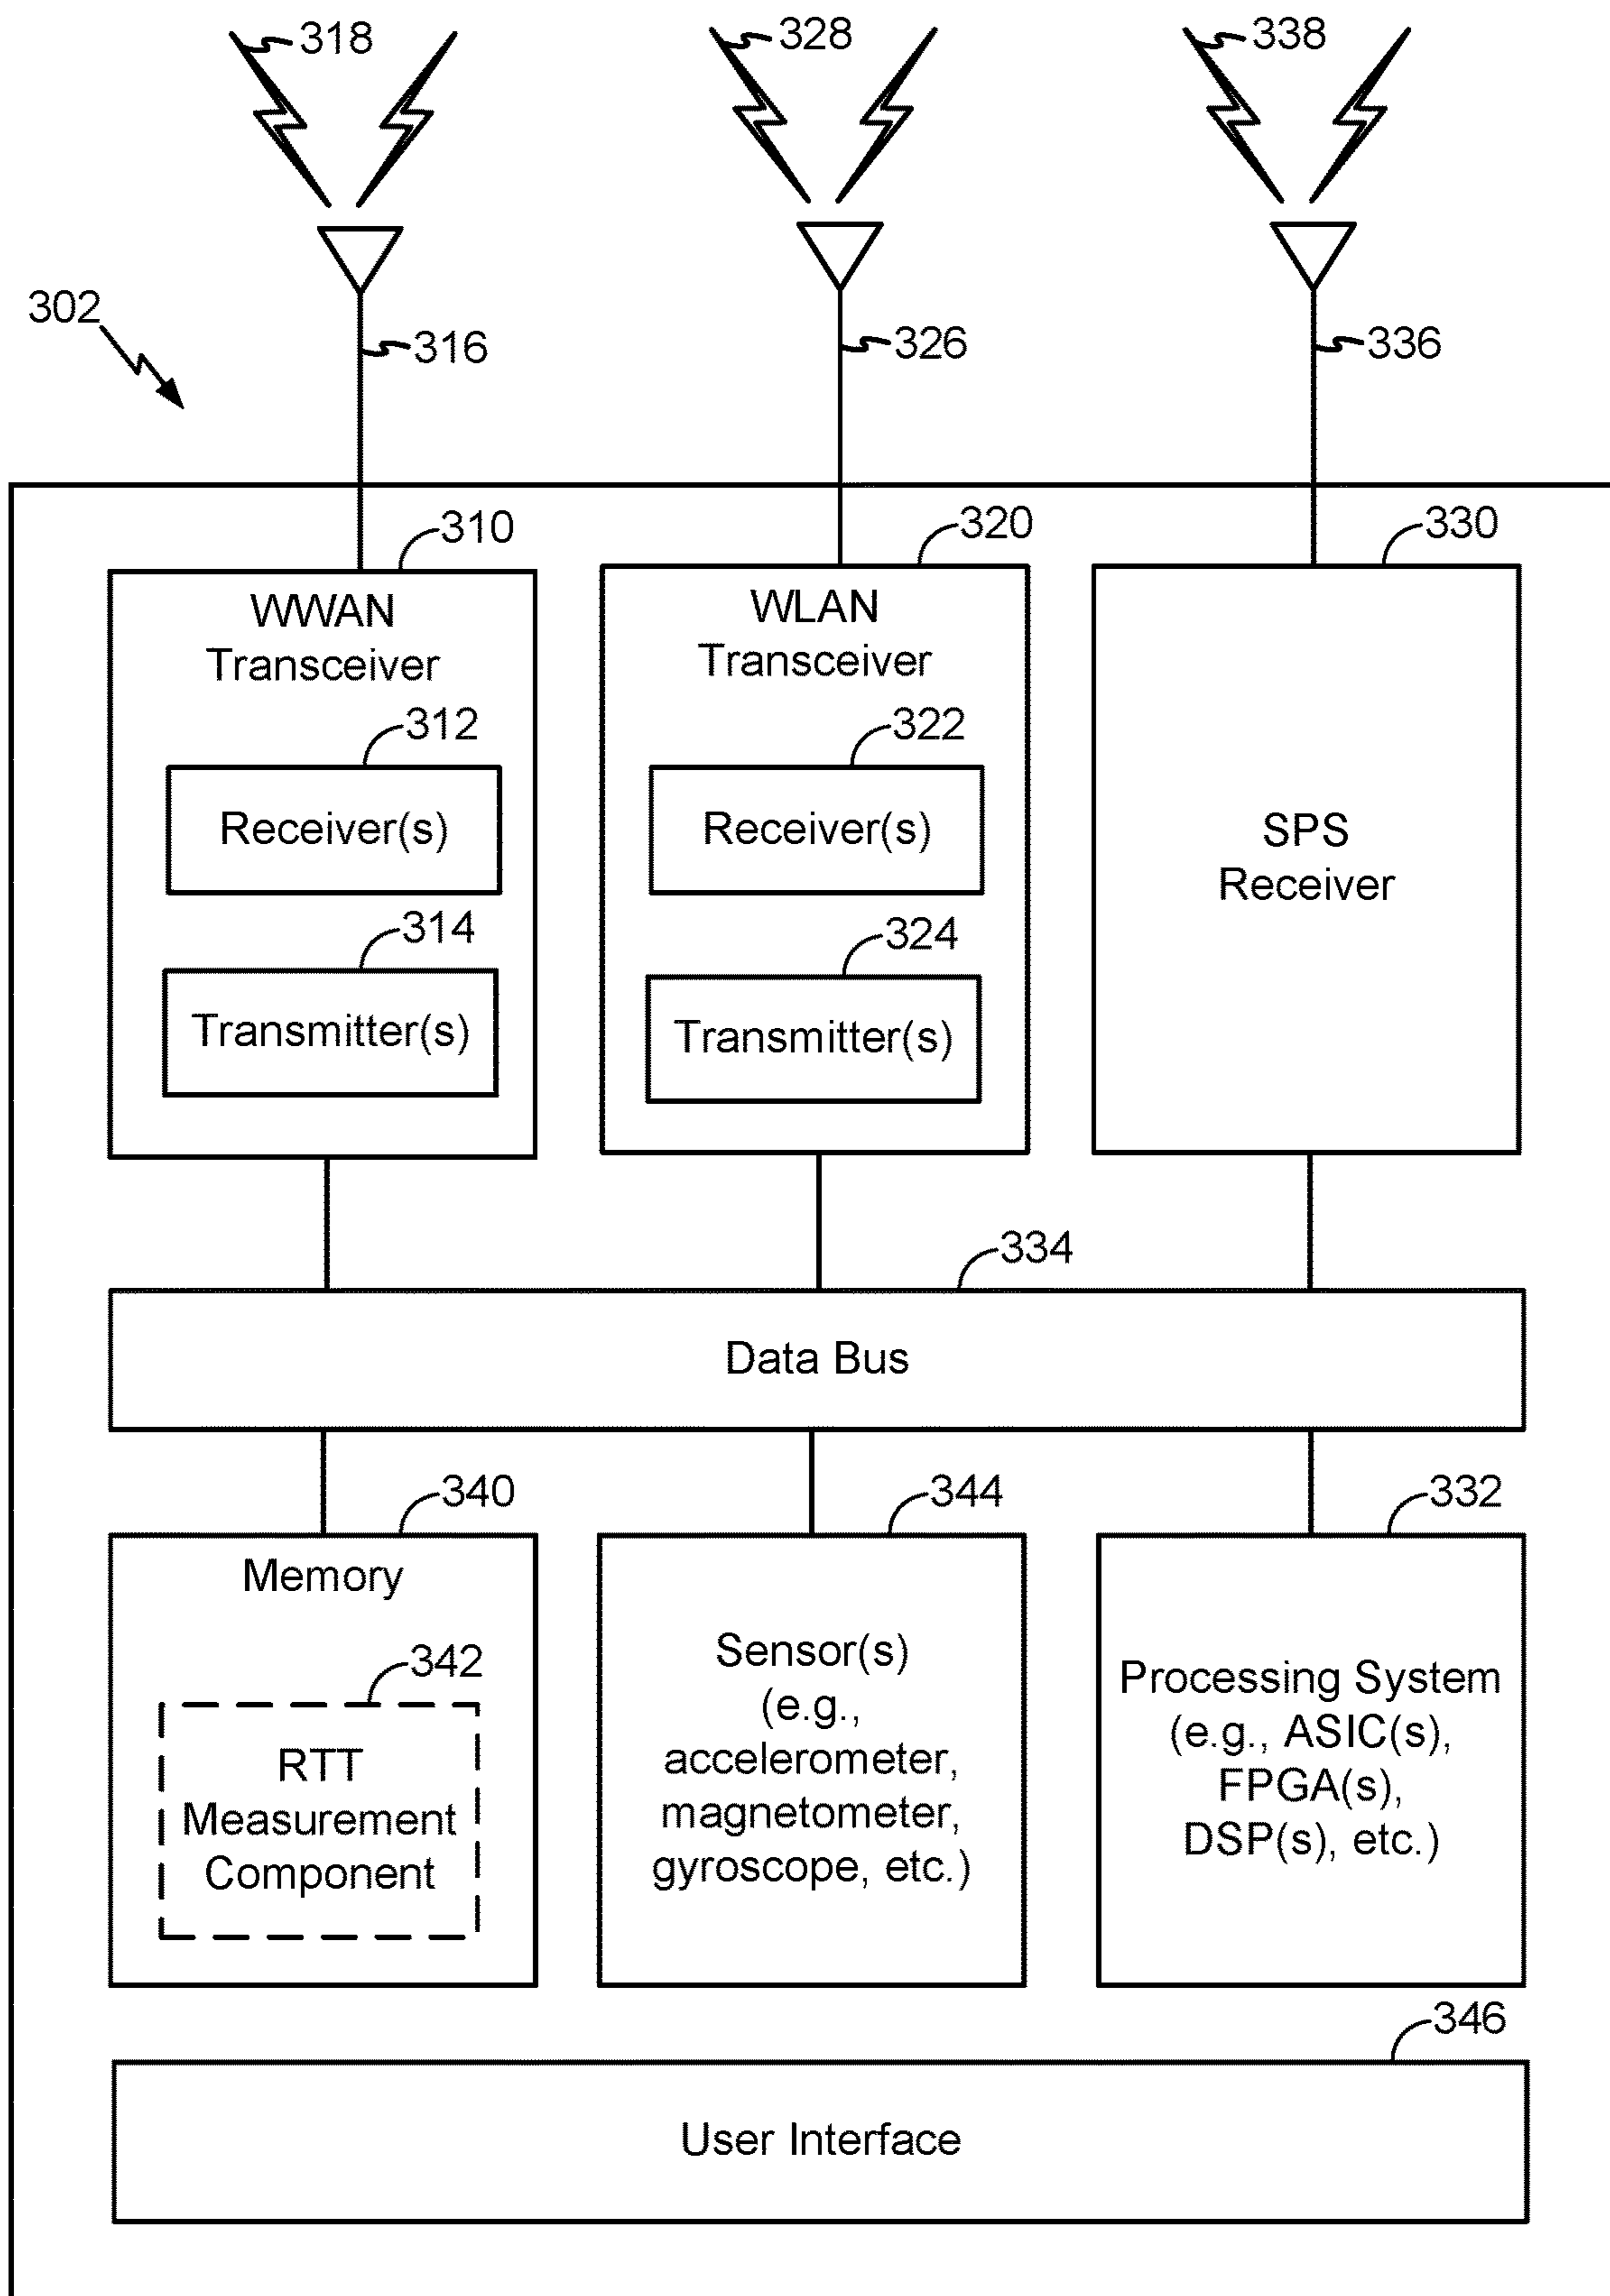 318
328
338
302
316
326
336
310
320
330
WWAN
Transceiver
WLAN
Transceiver
312
322
Receiver(s)
Receiver(s)
SPS
Receiver
314
324
Transmitter(s)
Transmitter(s)
334
Data Bus
340
344
332
Memory
342
RTT
Measurement
Component
Sensor(s)
(e.g.,
accelerometer,
magnetometer,
gyroscope, etc.)
Processing System
(e.g., ASIC(s),
FPGA(s),
DSP(s), etc.)
346
User Interface